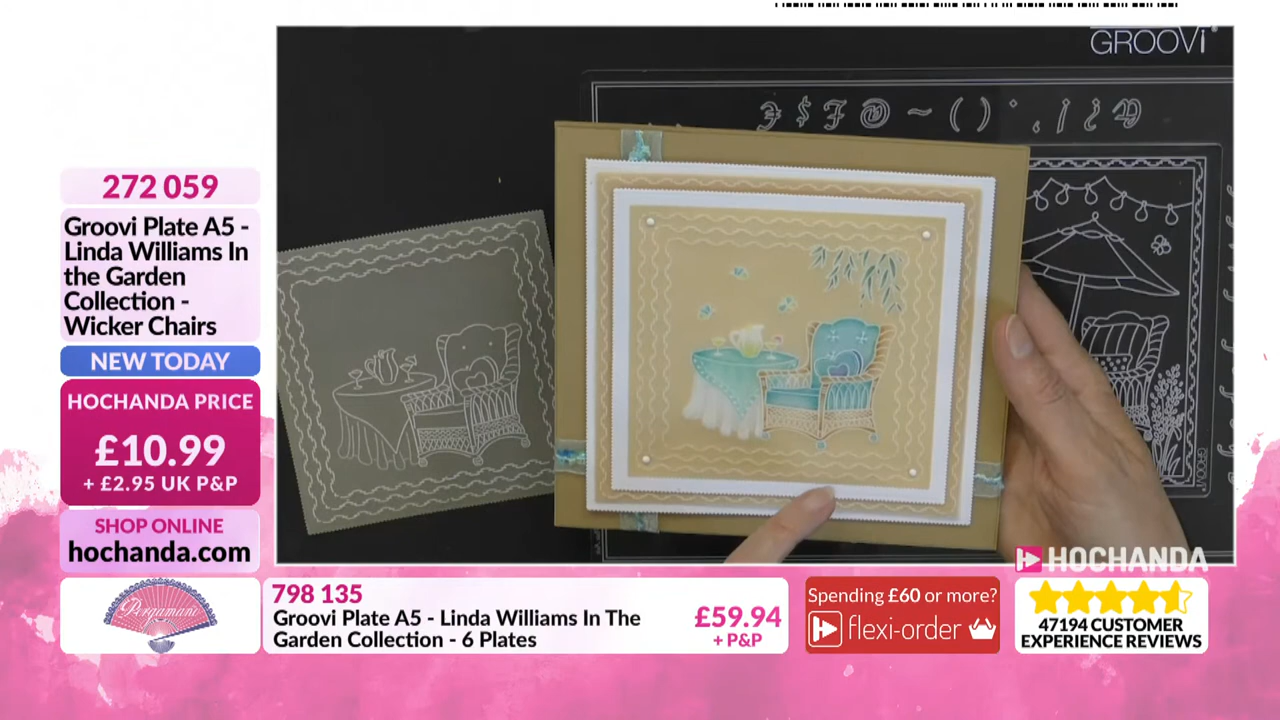 GROOVi
£ $ F @ ~ ( )
272 059
Groovi Plate A5 -
Linda Williams In
the Garden
Collection -
Wicker Chairs
NEW TODAY
HOCHANDA PRICE
£10.99
+ £2.95 UK P&P
SHOP ONLINE
hochanda.com
HOCHANDA
Pergamano
798 135
Groovi Plate A5 - Linda Williams In The
Garden Collection - 6 Plates
£59.94
+ P&P
Spending £60 or more?
flexi-order
47194 CUSTOMER
EXPERIENCE REVIEWS
GROOVi